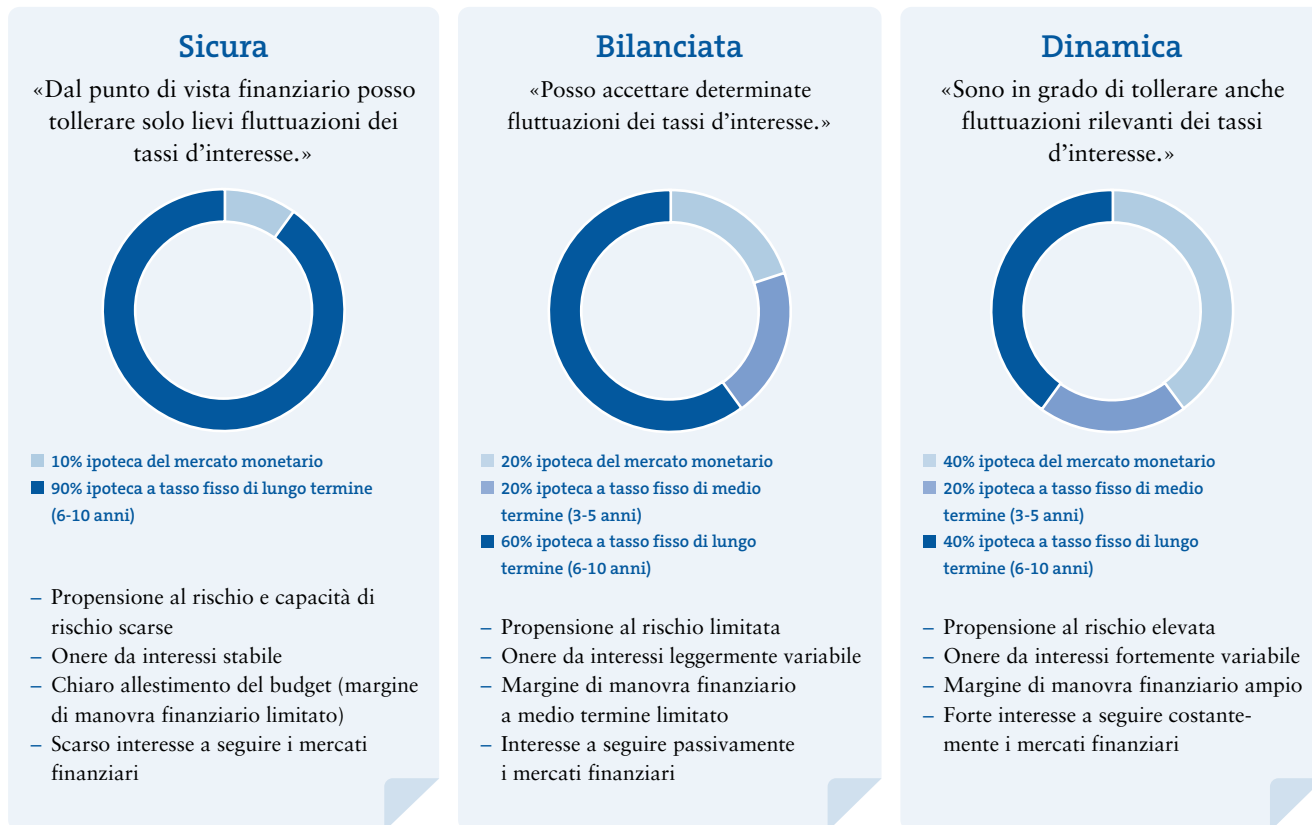 Sicura
«Dal punto di vista finanziario posso
tollerare solo lievi fluttuazioni dei
tassi d’interesse.»
10% ipoteca del mercato monetario
90% ipoteca a tasso fisso di lungo termine
(6-10 anni)
– Propensione al rischio e capacità di
rischio scarse
– Onere da interessi stabile
– Chiaro allestimento del budget (margine
di manovra finanziario limitato)
– Scarso interesse a seguire i mercati
finanziari
Bilanciata
«Posso accettare determinate
fluttuazioni dei tassi d’interesse.»
20% ipoteca del mercato monetario
20% ipoteca a tasso fisso di medio
termine (3-5 anni)
60% ipoteca a tasso fisso di lungo
termine (6-10 anni)
– Propensione al rischio limitata
– Onere da interessi leggermente variabile
– Margine di manovra finanziario
a medio termine limitato
– Interesse a seguire passivamente
i mercati finanziari
Dinamica
«Sono in grado di tollerare anche
fluttuazioni rilevanti dei tassi
d’interesse.»
40% ipoteca del mercato monetario
20% ipoteca a tasso fisso di medio
termine (3-5 anni)
40% ipoteca a tasso fisso di lungo
termine (6-10 anni)
– Propensione al rischio elevata
– Onere da interessi fortemente variabile
– Margine di manovra finanziario ampio
– Forte interesse a seguire costante-
mente i mercati finanziari